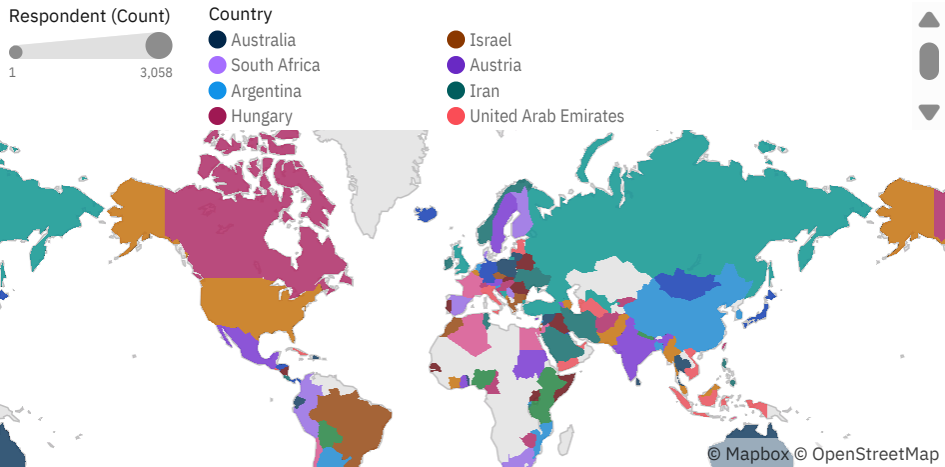 Respondent (Count)
1
3,058
Country
Australia
South Africa
Argentina
Hungary
Israel
Austria
Iran
United Arab Emirates
© Mapbox © OpenStreetMap